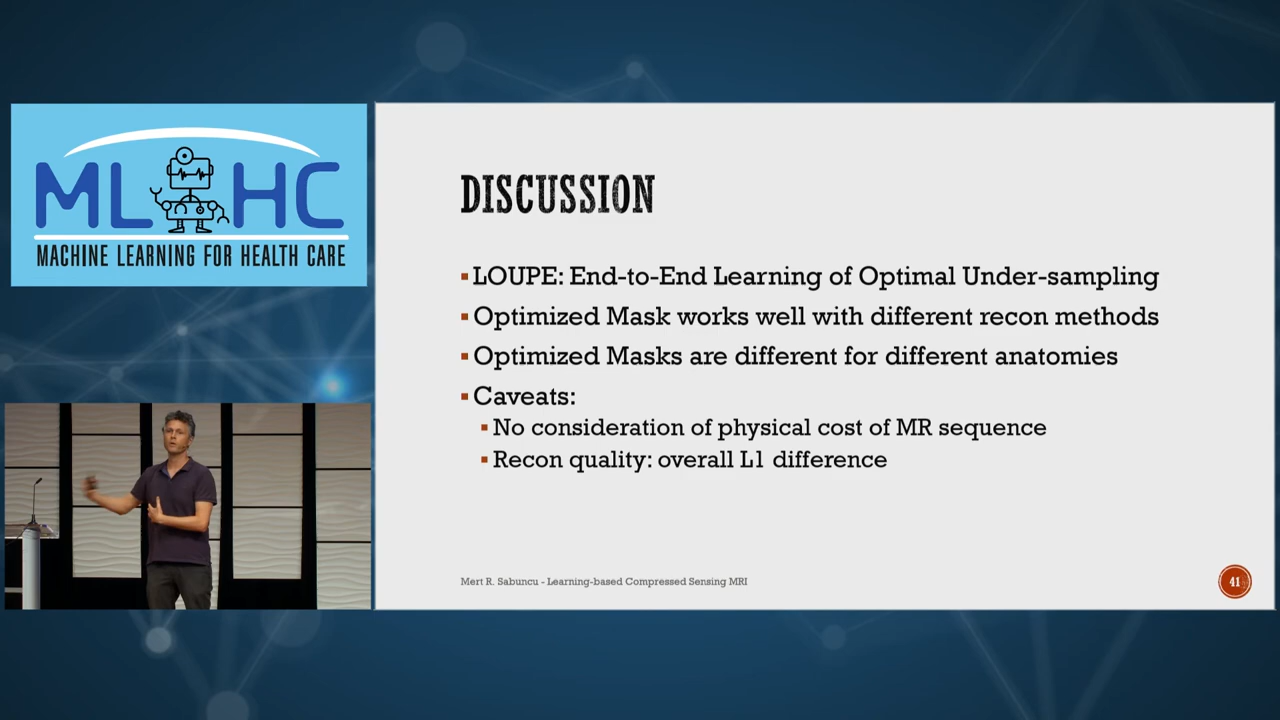 ML HC
MACHINE LEARNING FOR HEALTH CARE
DISCUSSION
LOUPE: End-to-End Learning of Optimal Under-sampling
Optimized Mask works well with different recon methods
Optimized Masks are different for different anatomies
Caveats:
No consideration of physical cost of MR sequence
Recon quality: overall L1 difference
Mert R. Sabuncu - Learning-based Compressed Sensing MRI
41